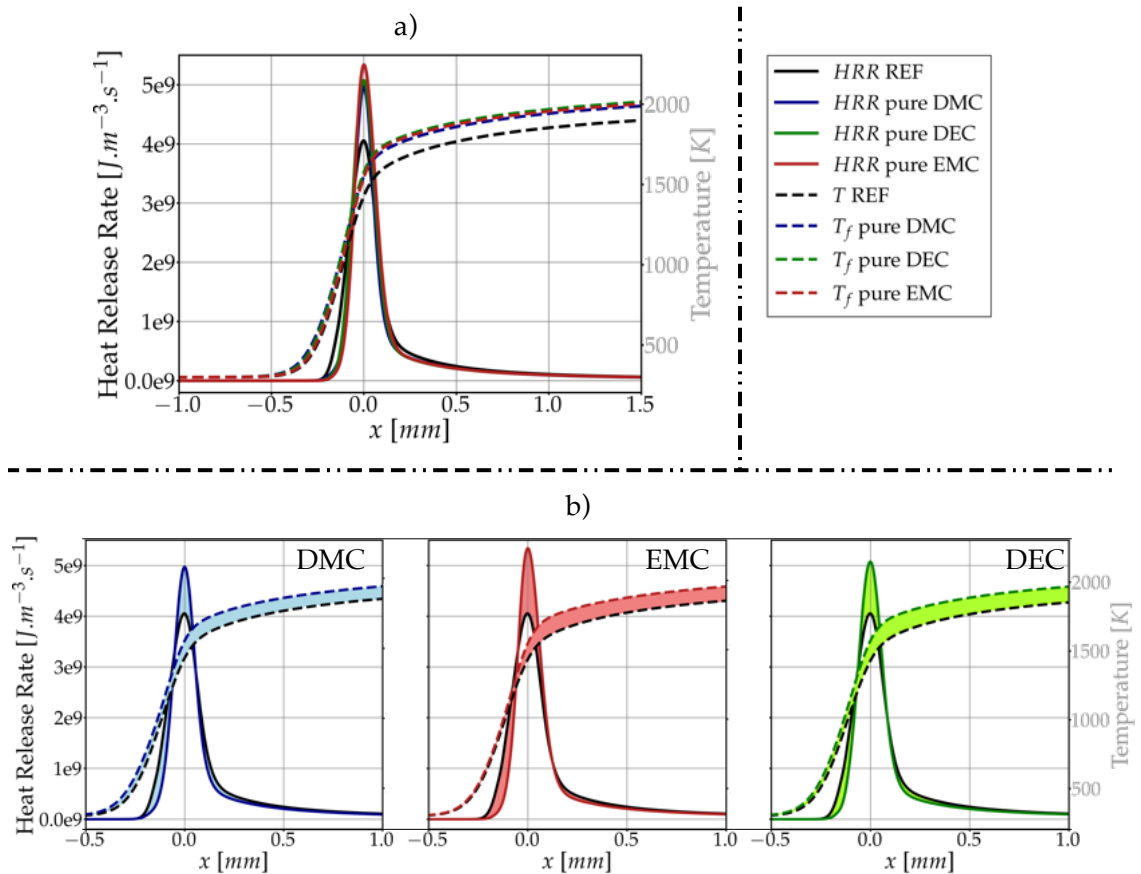 a)
Heat Release Rate [J.m⁻³.s⁻¹]
5e9
4e9
3e9
2e9
1e9
0.0e9
−1.0 −0.5 0.0 0.5 1.0 1.5
x [mm]
2000
1500
1000
500
Temperature [K]
HRR REF
HRR pure DMC
HRR pure DEC
HRR pure EMC
T REF
T_f pure DMC
T_f pure DEC
T_f pure EMC
b)
Heat Release Rate [J.m⁻³.s⁻¹]
5e9
4e9
3e9
2e9
1e9
0.0e9
DMC
−0.5 0.0 0.5 1.0
x [mm]
EMC
−0.5 0.0 0.5 1.0
x [mm]
DEC
−0.5 0.0 0.5 1.0
x [mm]
2000
1500
1000
500
Temperature [K]